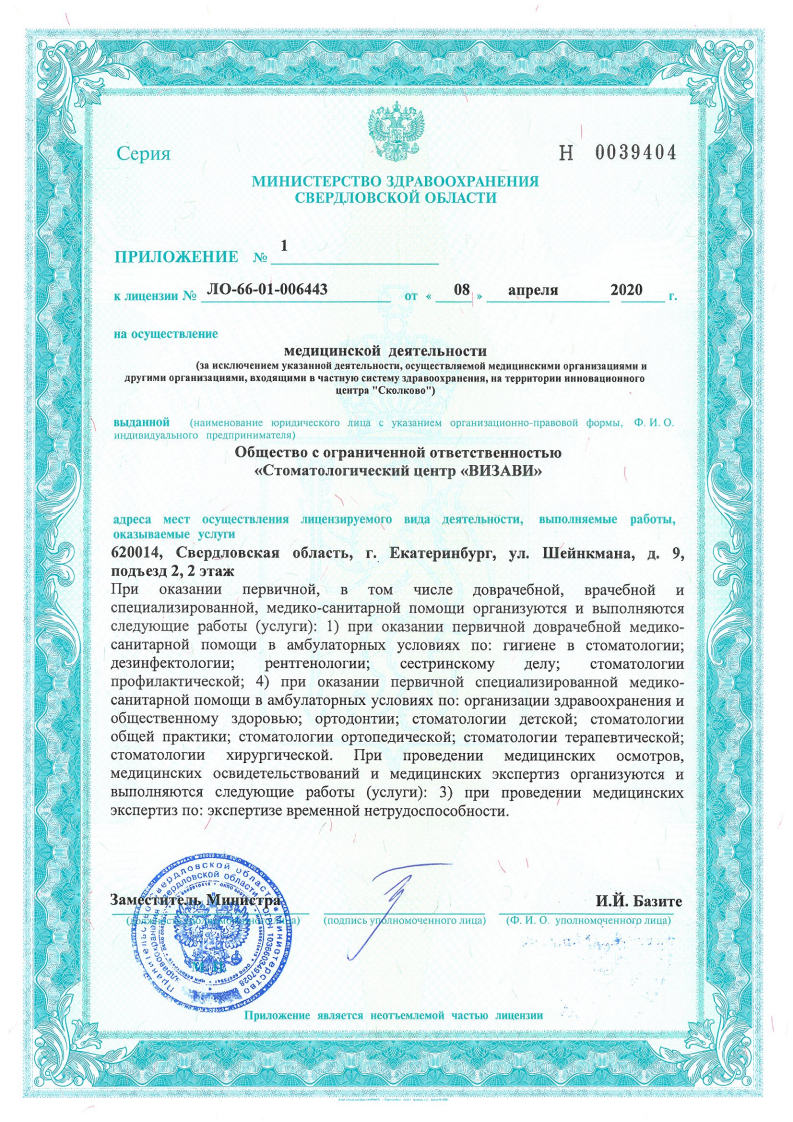 Серия
Н 0039404
МИНИСТЕРСТВО ЗДРАВООХРАНЕНИЯ
СВЕРДЛОВСКОЙ ОБЛАСТИ
ПРИЛОЖЕНИЕ № 1
к лицензии № ЛО-66-01-006443 от « 08 » апреля 2020 г.
на осуществление
медицинской деятельности
(за исключением указанной деятельности, осуществляемой медицинскими организациями и
другими организациями, входящими в частную систему здравоохранения, на территории инновационного
центра "Сколково")
выданной (наименование юридического лица с указанием организационно-правовой формы, Ф. И. О.
индивидуального предпринимателя)
Общество с ограниченной ответственностью
«Стоматологический центр «ВИЗАВИ»
адреса мест осуществления лицензируемого вида деятельности, выполняемые работы,
оказываемые услуги
620014, Свердловская область, г. Екатеринбург, ул. Шейнкмана, д. 9,
подъезд 2, 2 этаж
При оказании первичной, в том числе доврачебной, врачебной и
специализированной, медико-санитарной помощи организуются и выполняются
следующие работы (услуги): 1) при оказании первичной доврачебной медико-
санитарной помощи в амбулаторных условиях по: гигиене в стоматологии;
дезинфектологии; рентгенологии; сестринскому делу; стоматологии
профилактической; 4) при оказании первичной специализированной медико-
санитарной помощи в амбулаторных условиях по: организации здравоохранения и
общественному здоровью; ортодонтии; стоматологии детской; стоматологии
общей практики; стоматологии ортопедической; стоматологии терапевтической;
стоматологии хирургической. При проведении медицинских осмотров,
медицинских освидетельствований и медицинских экспертиз организуются и
выполняются следующие работы (услуги): 3) при проведении медицинских
экспертиз по: экспертизе временной нетрудоспособности.
Заместитель Министра
И.Й. Базите
(подпись уполномоченного лица)
(Ф. И. О. уполномоченного лица)
Приложение является неотъемлемой частью лицензии